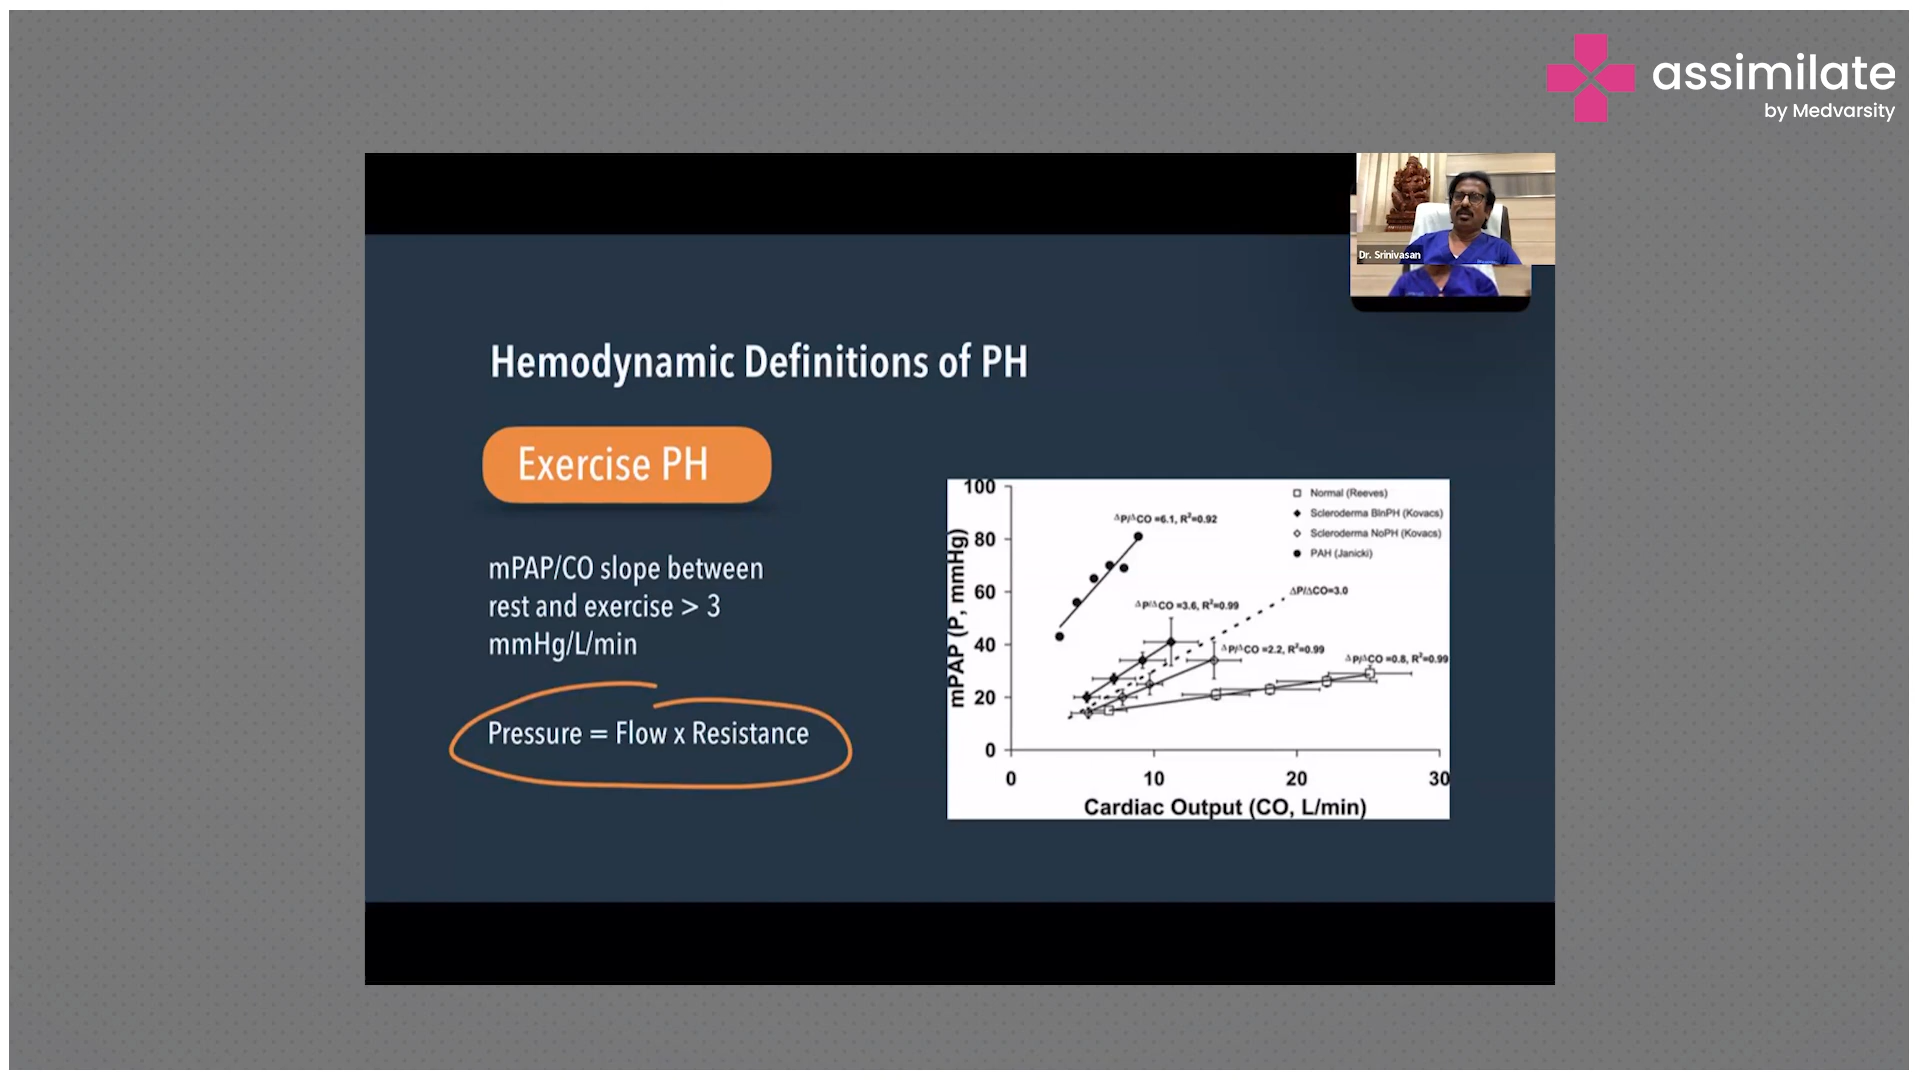 assimilate
by Medvarsity
Dr. Srinivasan
Hemodynamic Definitions of PH
Exercise PH
mPAP/CO slope between
rest and exercise > 3
mmHg/L/min
Pressure = Flow x Resistance
mPAP (P, mmHg)
100
80
60
40
20
0
0
10
20
30
Cardiac Output (CO, L/min)
Normal (Reeves)
Scleroderma BlnPH (Kovacs)
Scleroderma NoPH (Kovacs)
PAH (Janicki)
ΔP/ΔCO =6.1, R²=0.92
ΔP/ΔCO=3.0
ΔP/ΔCO =3.6, R²=0.99
ΔP/ΔCO =2.2, R²=0.99
ΔP/ΔCO =0.8, R²=0.99